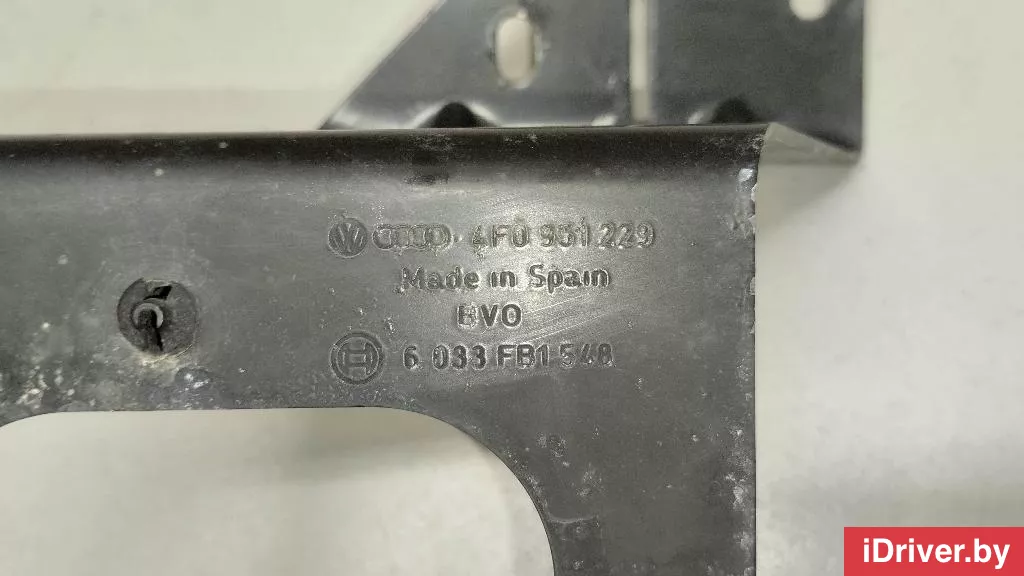 4F0 951 229
Made in Spain
BVO
6 033 FB1 548
iDriver.by